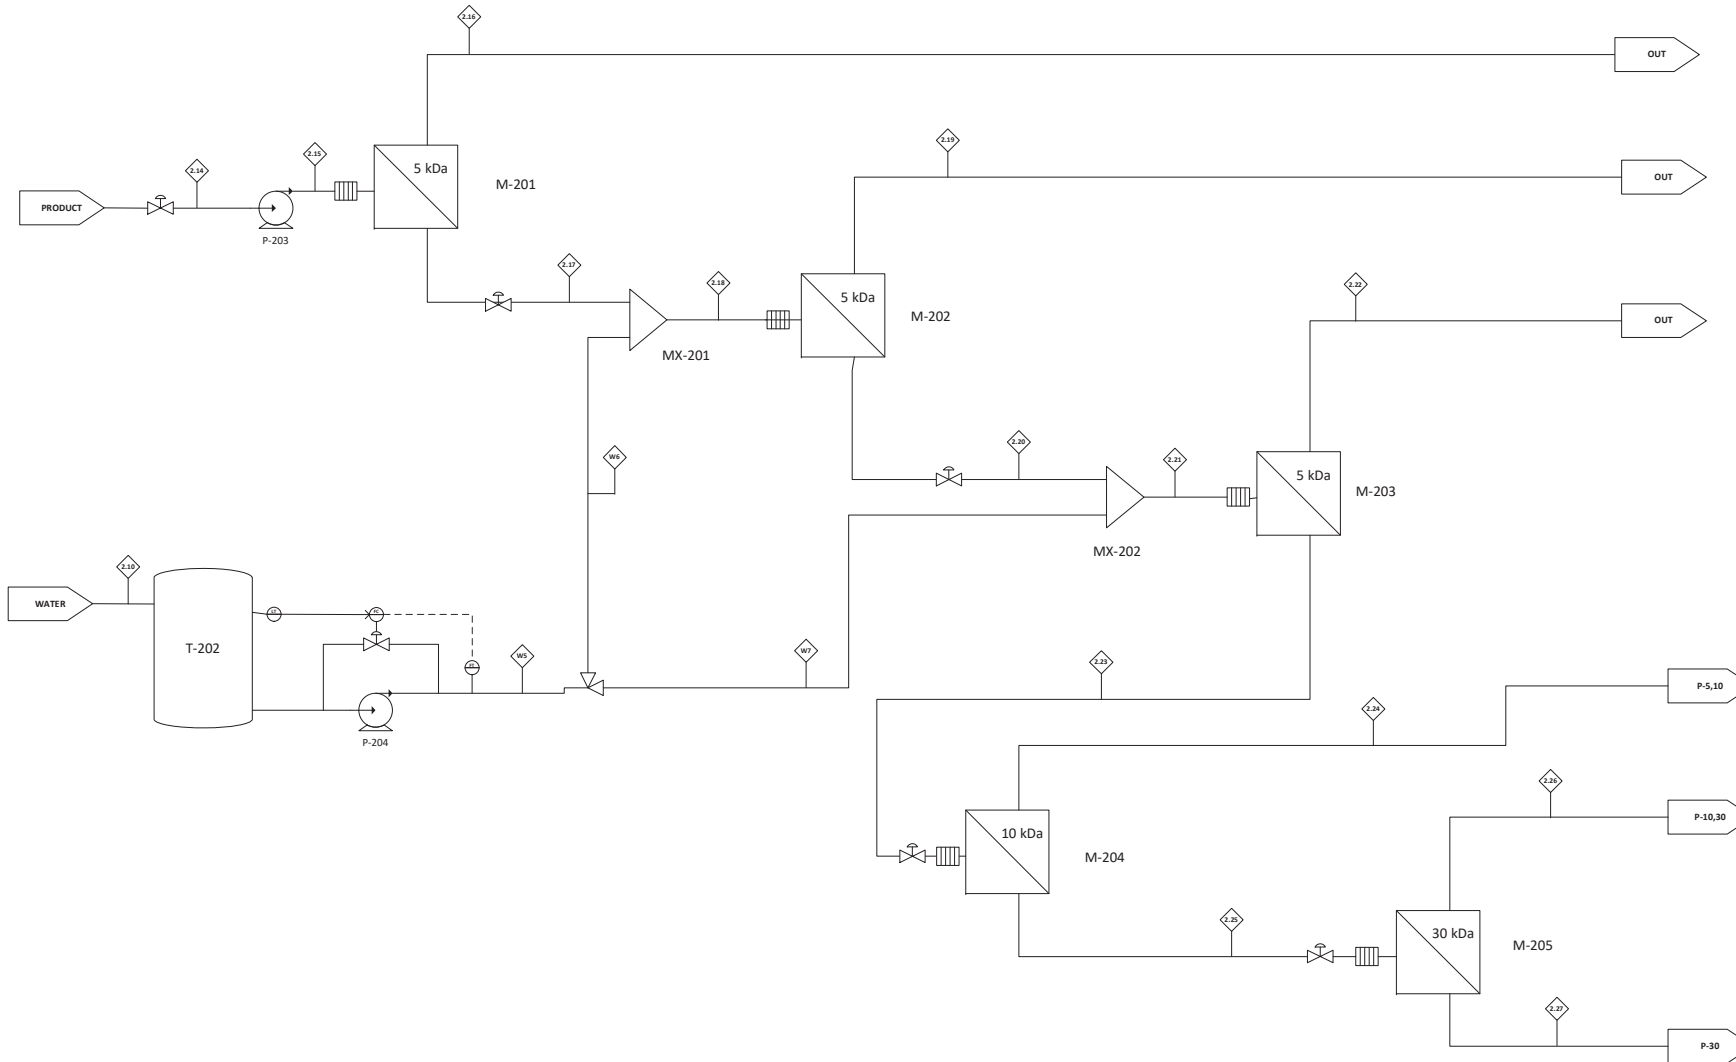 2.16
OUT
2.19
2.15
5 kDa
2.14
M-201
OUT
PRODUCT
P-203
2.17
2.18
5 kDa
M-202
2.22
OUT
MX-201
W6
2.20
2.21
5 kDa
M-203
MX-202
2.10
WATER
LT
FC
T-202
W5
W7
2.23
P-204
2.24
P-5,10
2.26
10 kDa
M-204
P-10,30
2.25
30 kDa
M-205
2.27
P-30